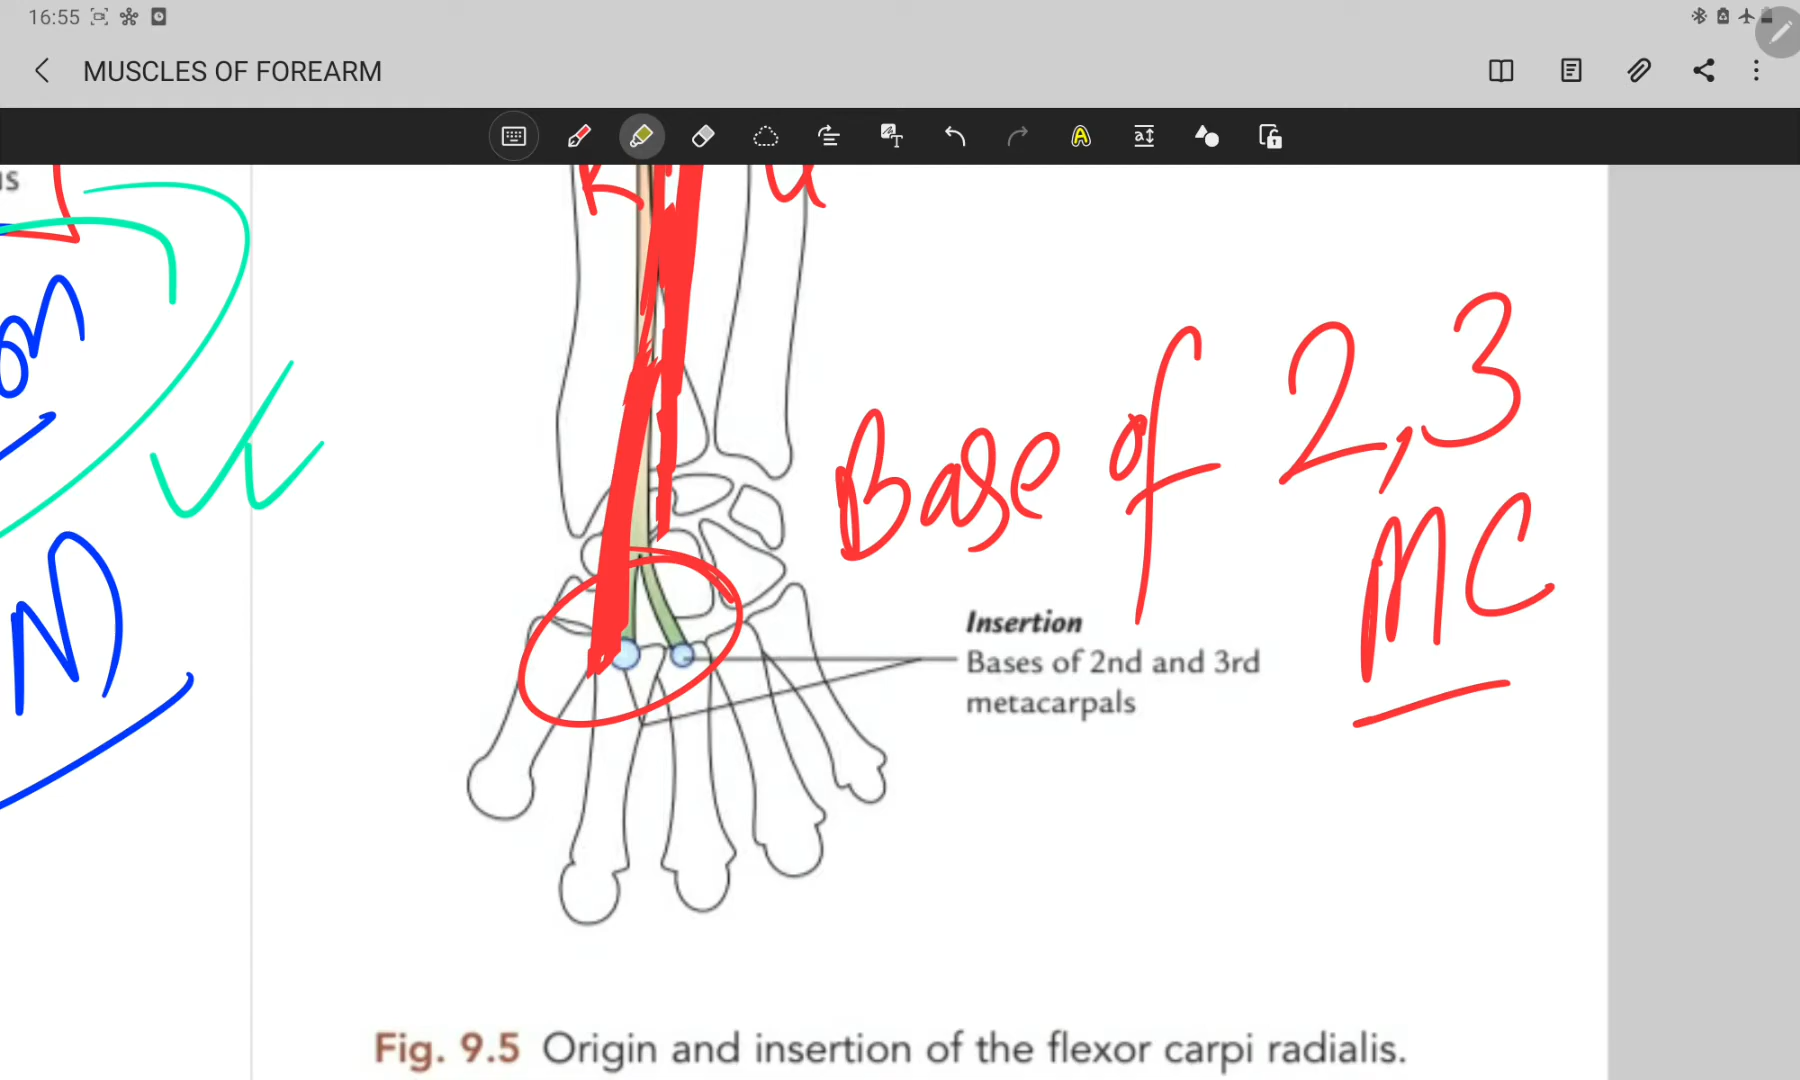 16:55
MUSCLES OF FOREARM
R U
on
Base of 2,3
MC
N)
Insertion
Bases of 2nd and 3rd
metacarpals
Fig. 9.5 Origin and insertion of the flexor carpi radialis.